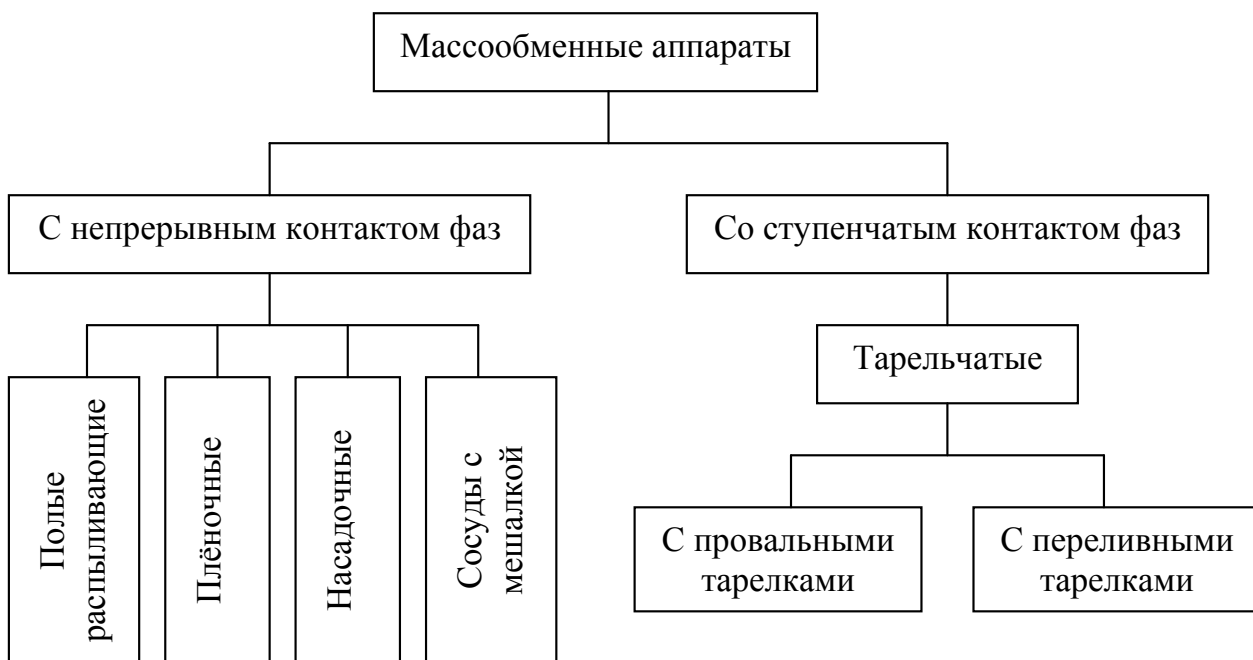 Массообменные аппараты
С непрерывным контактом фаз
Со ступенчатым контактом фаз
Тарельчатые
Полые
распыливающие
Плёночные
Насадочные
Сосуды с
мешалкой
С провальными
тарелками
С переливными
тарелками